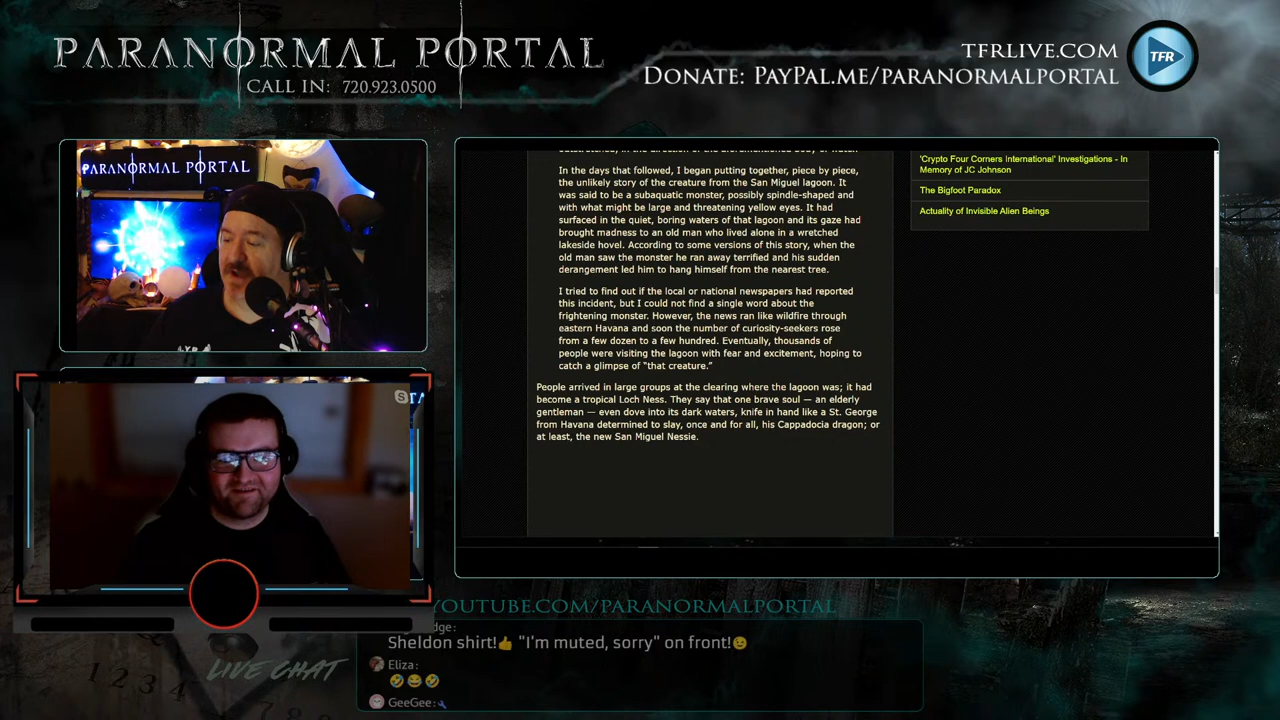 PARANORMAL PORTAL
CALL IN: 720.923.0500
TFRLIVE.COM
DONATE: PAYPAL.ME/PARANORMALPORTAL
TFR
PARANORMAL PORTAL
In the days that followed, I began putting together, piece by piece,
the unlikely story of the creature from the San Miguel lagoon. It
was said to be a subaquatic monster, possibly spindle-shaped and
with what might be large and threatening yellow eyes. It had
surfaced in the quiet, boring waters of that lagoon and its gaze had
brought madness to an old man who lived alone in a wretched
lakeside hovel. According to some versions of this story, when the
old man saw the monster he ran away terrified and his sudden
derangement led him to hang himself from the nearest tree.
I tried to find out if the local or national newspapers had reported
this incident, but I could not find a single word about the
frightening monster. However, the news ran like wildfire through
eastern Havana and soon the number of curiosity-seekers rose
from a few dozen to a few hundred. Eventually, thousands of
people were visiting the lagoon with fear and excitement, hoping to
catch a glimpse of “that creature.”
People arrived in large groups at the clearing where the lagoon was; it had
become a tropical Loch Ness. They say that one brave soul — an elderly
gentleman — even dove into its dark waters, knife in hand like a St. George
from Havana determined to slay, once and for all, his Cappadocia dragon; or
at least, the new San Miguel Nessie.
'Crypto Four Corners International' Investigations - In
Memory of JC Johnson
The Bigfoot Paradox
Actuality of Invisible Alien Beings
YOUTUBE.COM/PARANORMALPORTAL
LIVE CHAT
dge:
Sheldon shirt!👍 "I'm muted, sorry" on front!😉
Eliza:
🤣😂🤣
GeeGee:🔧
1 2 3 4